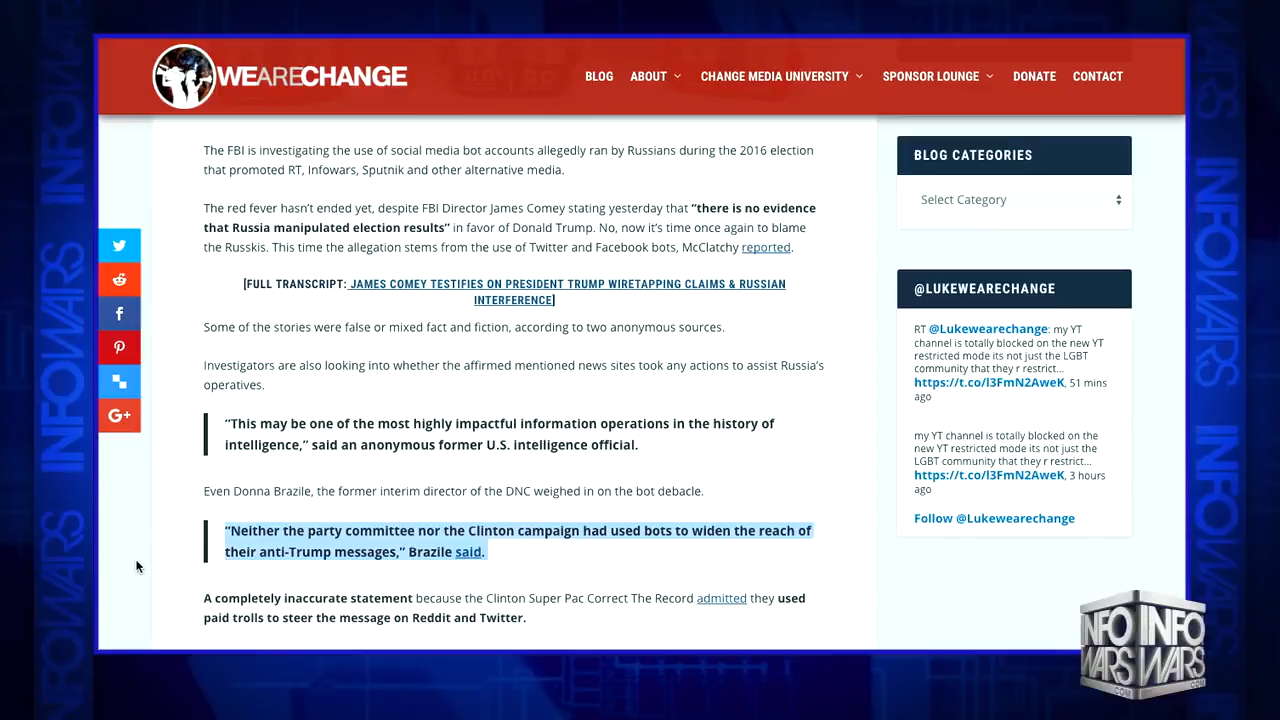 WEARECHANGE
BLOG
ABOUT
CHANGE MEDIA UNIVERSITY
SPONSOR LOUNGE
DONATE
CONTACT
The FBI is investigating the use of social media bot accounts allegedly ran by Russians during the 2016 election
that promoted RT, Infowars, Sputnik and other alternative media.
The red fever hasn't ended yet, despite FBI Director James Comey stating yesterday that “there is no evidence
that Russia manipulated election results” in favor of Donald Trump. No, now it's time once again to blame
the Russkis. This time the allegation stems from the use of Twitter and Facebook bots, McClatchy reported.
[FULL TRANSCRIPT: JAMES COMEY TESTIFIES ON PRESIDENT TRUMP WIRETAPPING CLAIMS & RUSSIAN
INTERFERENCE]
Some of the stories were false or mixed fact and fiction, according to two anonymous sources.
Investigators are also looking into whether the affirmed mentioned news sites took any actions to assist Russia's
operatives.
“This may be one of the most highly impactful information operations in the history of
intelligence,” said an anonymous former U.S. intelligence official.
Even Donna Brazile, the former interim director of the DNC weighed in on the bot debacle.
“Neither the party committee nor the Clinton campaign had used bots to widen the reach of
their anti-Trump messages,” Brazile said.
A completely inaccurate statement because the Clinton Super Pac Correct The Record admitted they used
paid trolls to steer the message on Reddit and Twitter.
G+
BLOG CATEGORIES
Select Category
@LUKEWEARECHANGE
RT @Lukewearechange: my YT
channel is totally blocked on the new YT
restricted mode its not just the LGBT
community that they r restrict...
https://t.co/l3FmN2AweK, 51 mins
ago
my YT channel is totally blocked on the
new YT restricted mode its not just the
LGBT community that they r restrict...
https://t.co/l3FmN2AweK, 3 hours
ago
Follow @Lukewearechange
INFO INFO
WARS WARS
.COM .COM
INFOWARS
INFOWARS